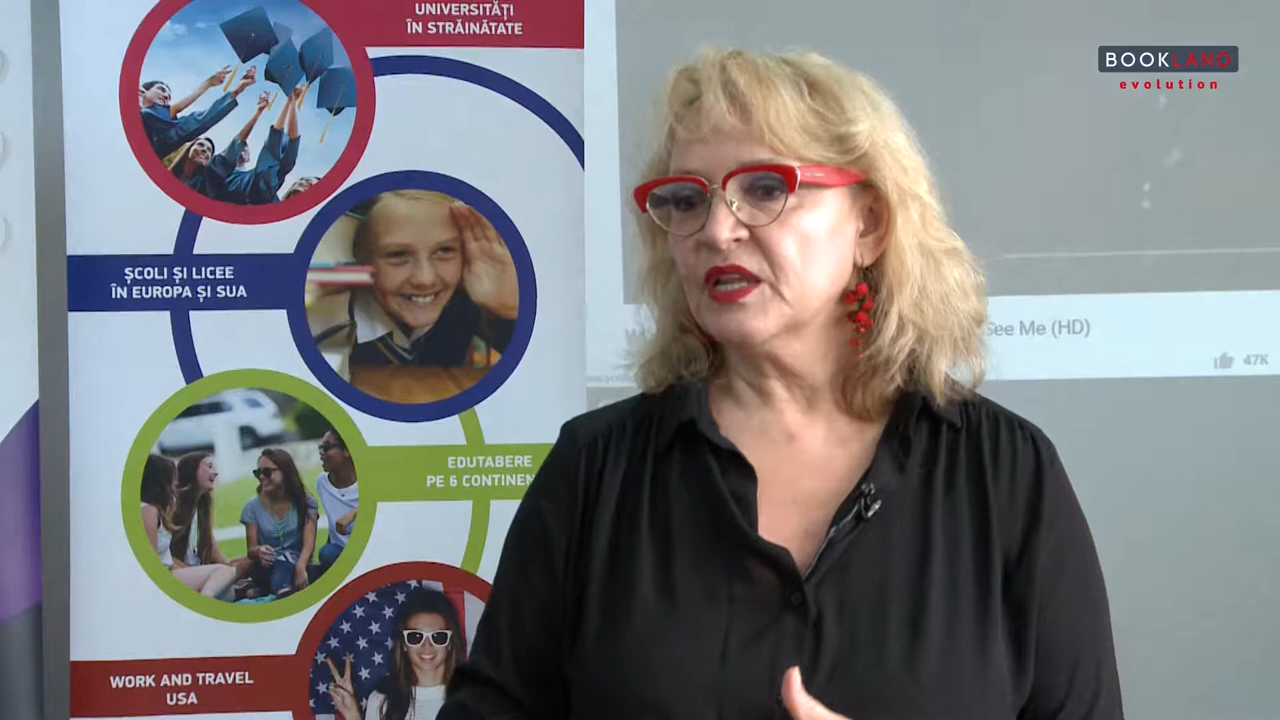 UNIVERSITĂȚI
ÎN STRĂINĂTATE
BOOKLAND
evolution
ȘCOLI ȘI LICEE
ÎN EUROPA ȘI SUA
See Me (HD)
47K
EDUTABERE
PE 6 CONTINEN
WORK AND TRAVEL
USA